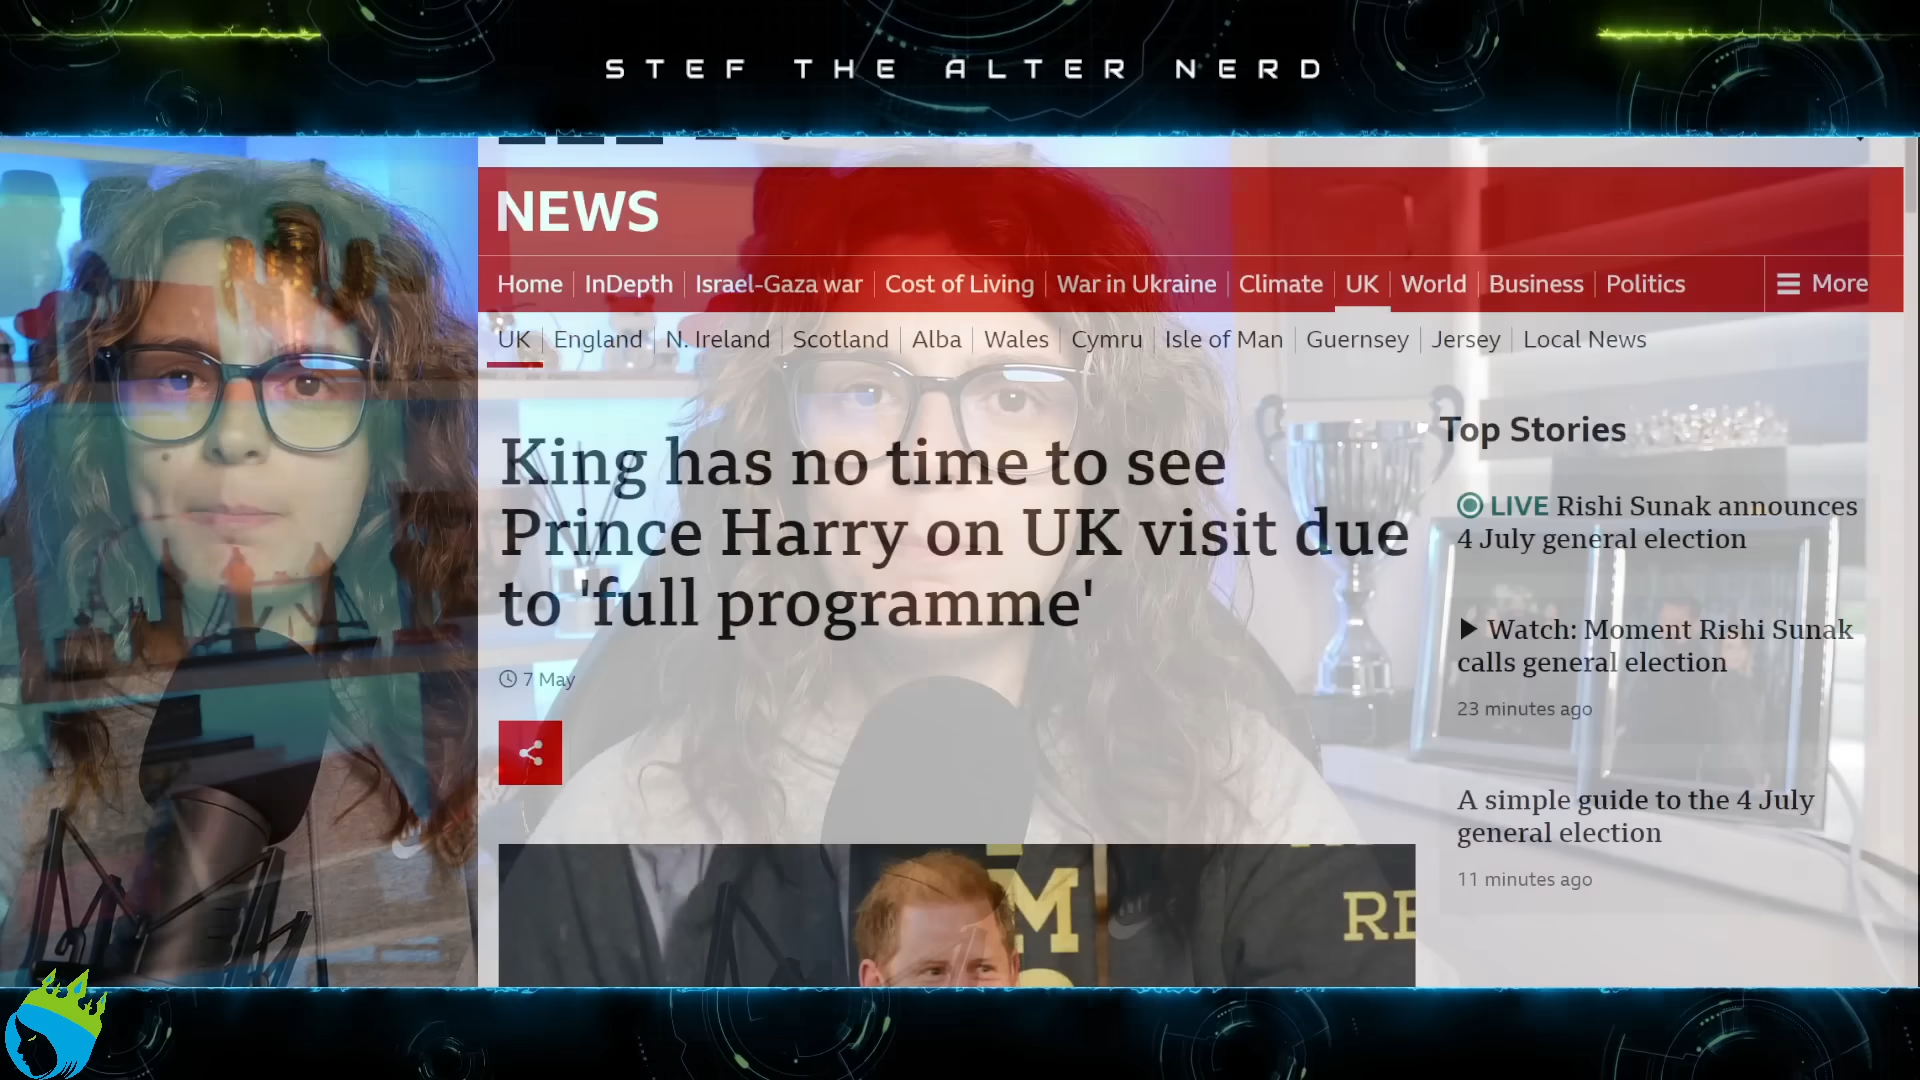 STEF THE ALTER NERD
NEWS
Home InDepth Israel-Gaza war Cost of Living War in Ukraine Climate UK World Business Politics More
UK England N. Ireland Scotland Alba Wales Cymru Isle of Man Guernsey Jersey Local News
King has no time to see
Prince Harry on UK visit due
to 'full programme'
7 May
Top Stories
LIVE Rishi Sunak announces
4 July general election
Watch: Moment Rishi Sunak
calls general election
23 minutes ago
A simple guide to the 4 July
general election
11 minutes ago
M
RE